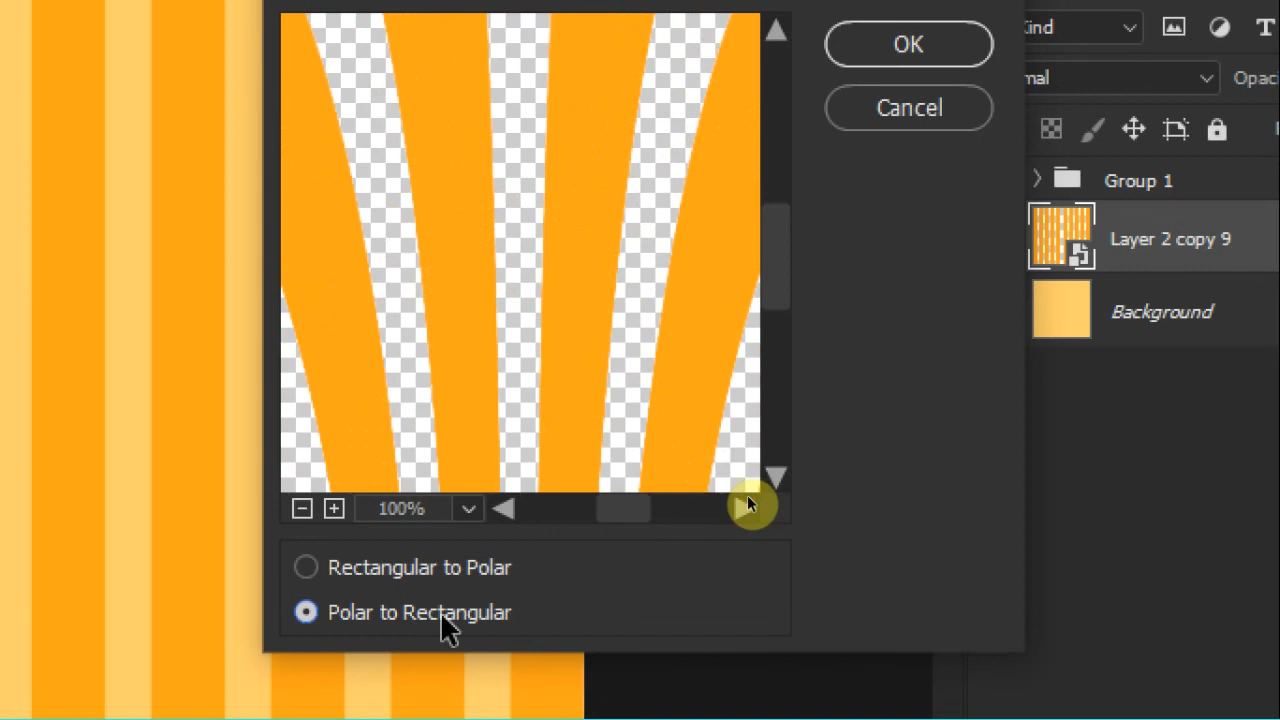 OK
Cancel
100%
Rectangular to Polar
Polar to Rectangular
Kind
T
mal
Opac
Group 1
Layer 2 copy 9
Background